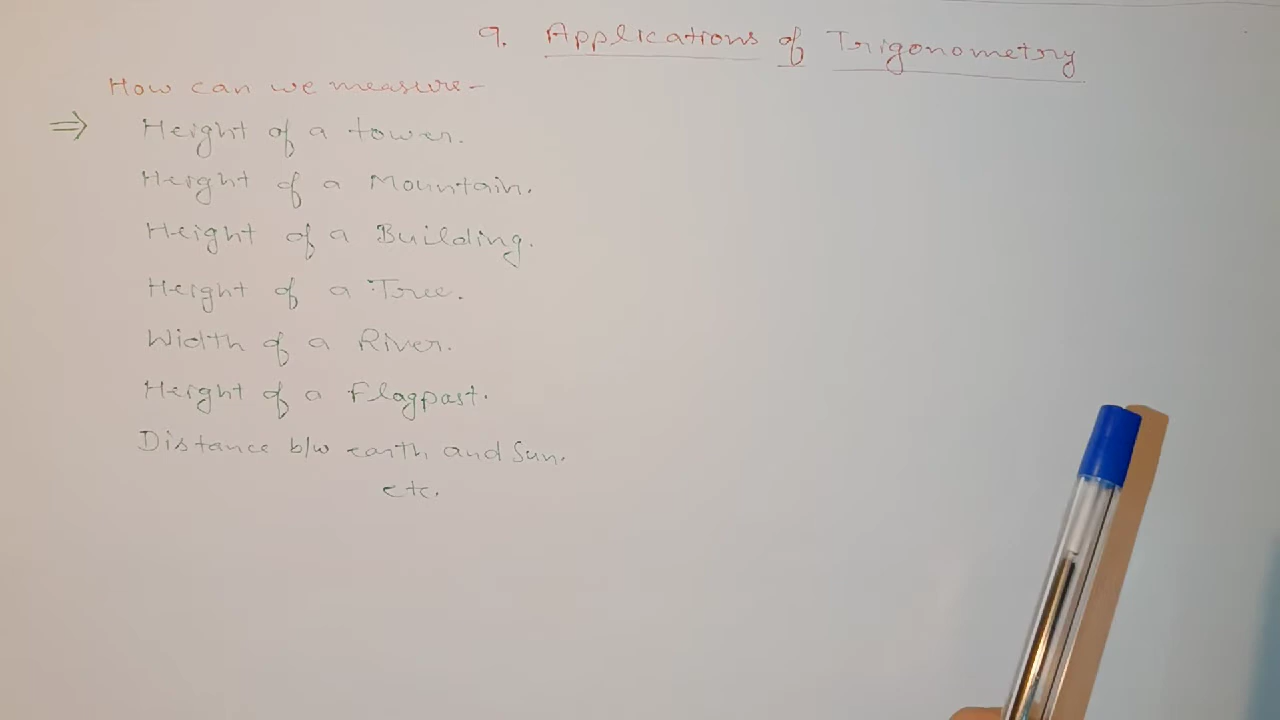 9. Applications of Trigonometry
How can we measure-
⇒ Height of a tower.
Height of a Mountain.
Height of a Building.
Height of a Tree.
Width of a River.
Height of a Flagpast.
Distance b/w earth and Sun.
etc.